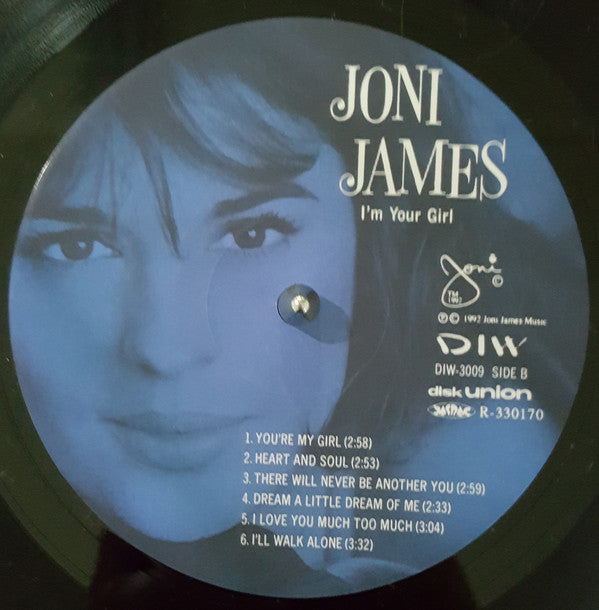 JONI
JAMES
I'm Your Girl
Joni ©
TM
1992
℗ © 1992 Joni James Music
DIW
DIW-3009 SIDE B
disk union
R-330170
1. YOU'RE MY GIRL (2:58)
2. HEART AND SOUL (2:53)
3. THERE WILL NEVER BE ANOTHER YOU (2:59)
4. DREAM A LITTLE DREAM OF ME (2:33)
5. I LOVE YOU MUCH TOO MUCH (3:04)
6. I'LL WALK ALONE (3:32)